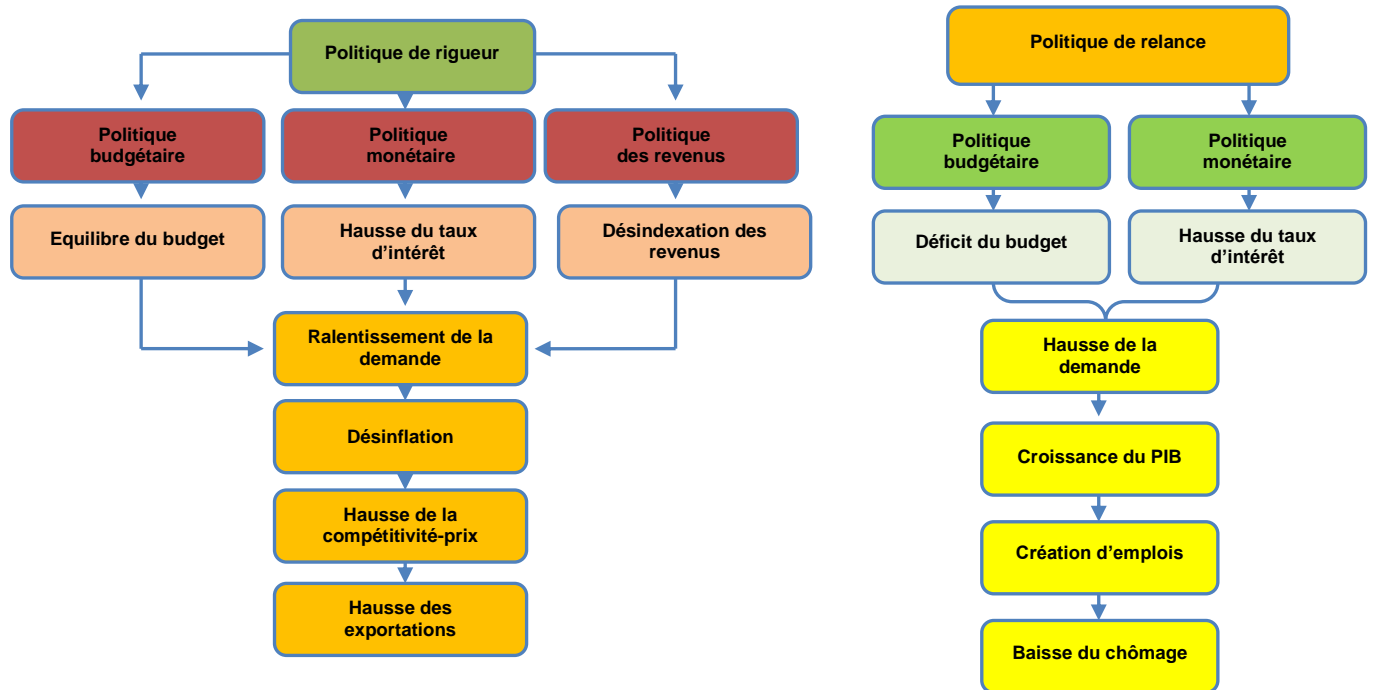 Politique de rigueur
Politique
budgétaire
Politique
monétaire
Politique
des revenus
Equilibre du budget
Hausse du taux
d’intérêt
Désindexation des
revenus
Ralentissement de la
demande
Désinflation
Hausse de la
compétitivité-prix
Hausse des
exportations
Politique de relance
Politique
budgétaire
Politique
monétaire
Déficit du budget
Hausse du taux
d’intérêt
Hausse de la
demande
Croissance du PIB
Création d’emplois
Baisse du chômage